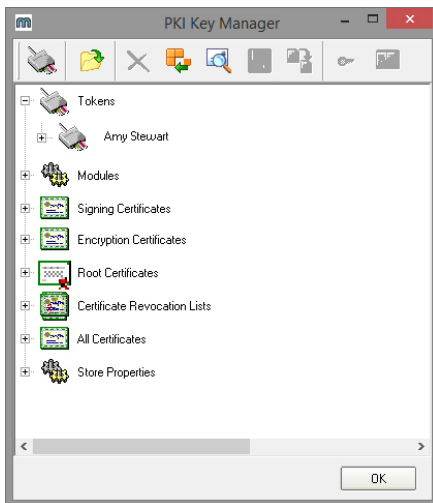 PKI Key Manager
Tokens
Amy Stewart
Modules
Signing Certificates
Encryption Certificates
Root Certificates
Certificate Revocation Lists
All Certificates
Store Properties
OK